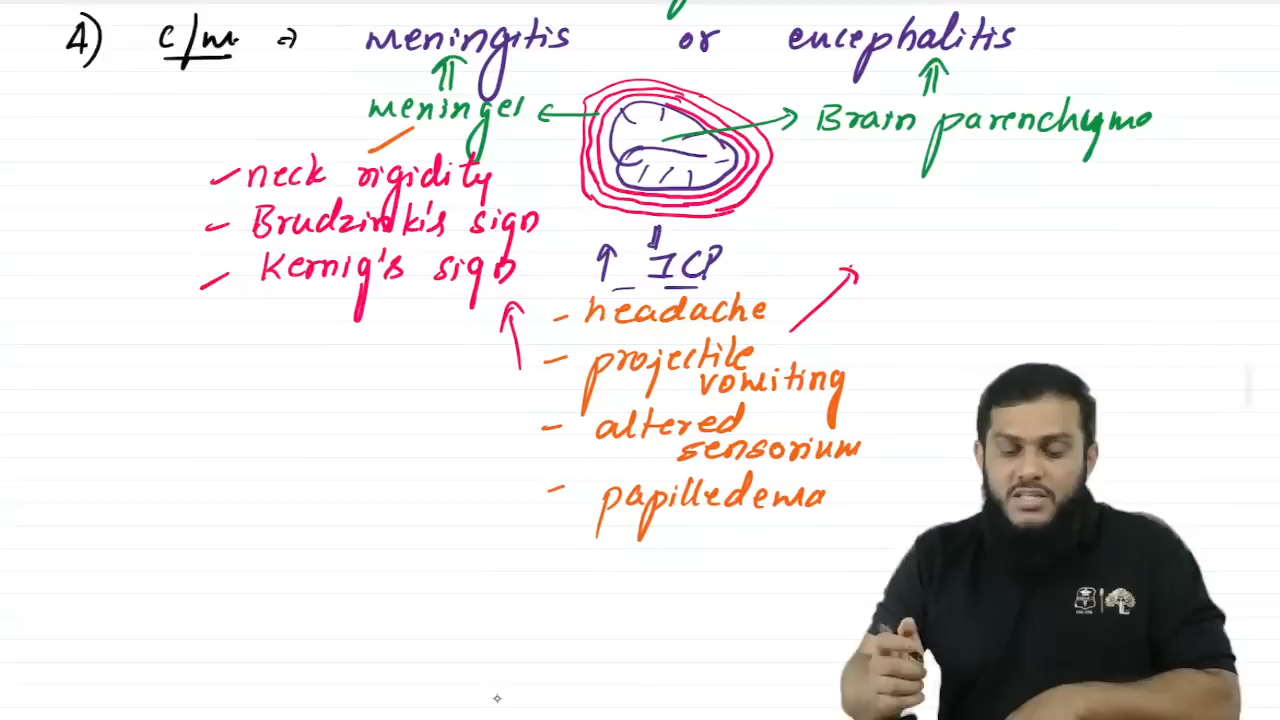 4) c/m ⇒ meningitis or encephalitis
meninges Brain parenchyma
- neck rigidity
- Brudzinki's sign
- Kernig's sign
↑ ICP
- headache
- projectile
vomiting
- altered
sensorium
- papilledema